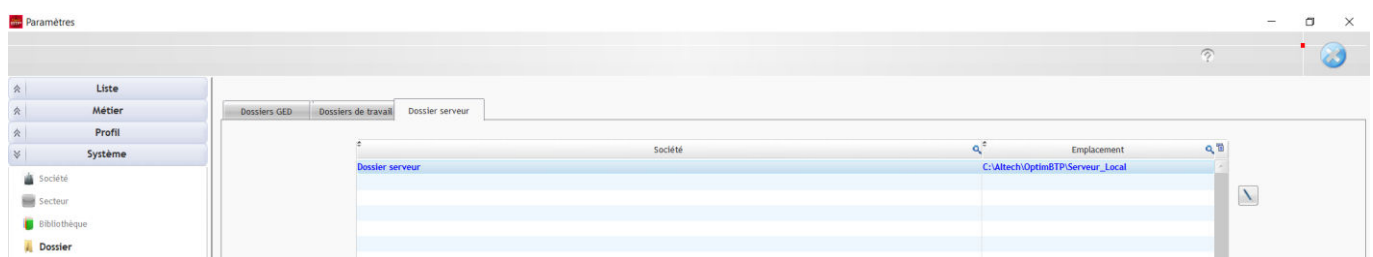 Paramètres
Liste
Métier
Profil
Système
Société
Secteur
Bibliothèque
Dossier
Dossiers GED
Dossiers de travail
Dossier serveur
Société
Emplacement
Dossier serveur
C:\Altech\OptimBTP\Serveur_Local